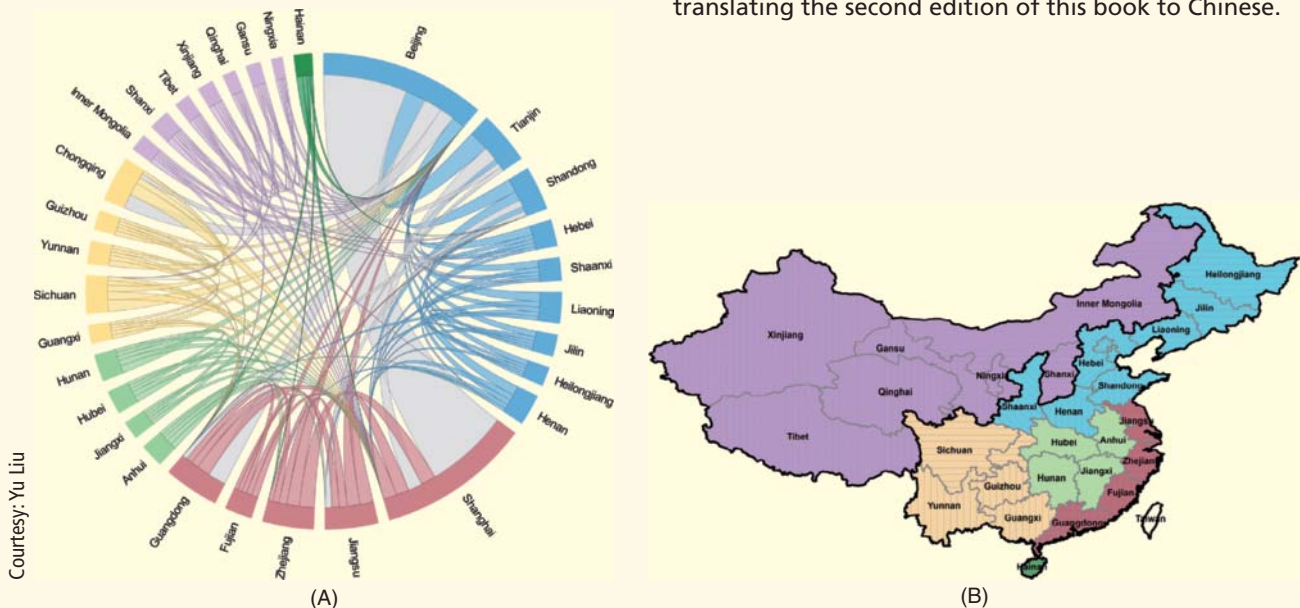 translating the second edition of this book to Chinese.
Hainan
Ningxia
Gansu
Qinghai
Xinjiang
Tibet
Shanxi
Inner Mongolia
Chongqing
Guizhou
Yunnan
Sichuan
Guangxi
Hunan
Hubei
Jiangxi
Anhui
Guangdong
Fujian
Zhejiang
Jiangsu
Shanghai
Henan
Heilongjiang
Jilin
Liaoning
Shaanxi
Hebei
Shandong
Tianjin
Beijing
Courtesy: Yu Liu
(A)
Heilongjiang
Jilin
Inner Mongolia
Liaoning
Xinjiang
Gansu
Hebei
Ningxia
Shanxi
Shandong
Qinghai
Shaanxi
Henan
Jiangsu
Tibet
Sichuan
Hubei
Anhui
Zhejiang
Guizhou
Hunan
Jiangxi
Fujian
Yunnan
Guangxi
Guangdong
Taiwan
Hainan
(B)